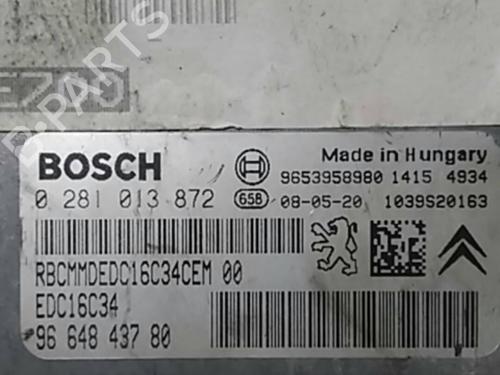 B-PARTS
BOSCH
Made in Hungary
9653958980 1415 4934
0 281 013 872 658 08-05-20 1039S20163
RBCMMDEDC16C34CEM 00
EDC16C34
96 648 437 80